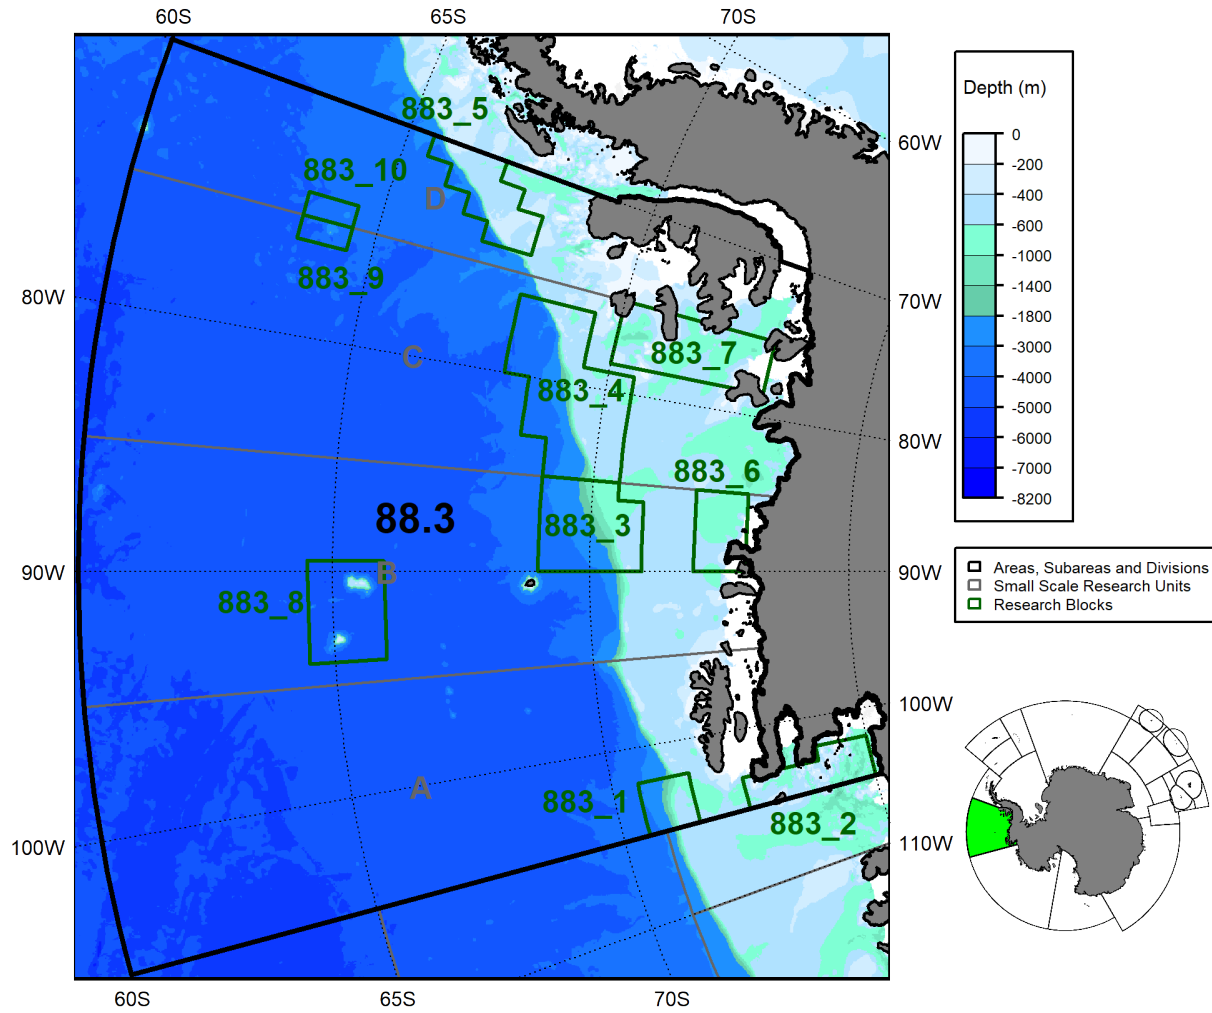 60S
65S
70S
Depth (m)
0
-200
-400
-600
-1000
-1400
-1800
-3000
-4000
-5000
-6000
-7000
-8200
883_5
60W
883_10
D
883_9
80W
70W
C
883_7
883_4
80W
883_6
88.3
883_3
90W
B
883_8
90W
Areas, Subareas and Divisions
Small Scale Research Units
Research Blocks
100W
A
883_1
883_2
100W
110W
60S
65S
70S